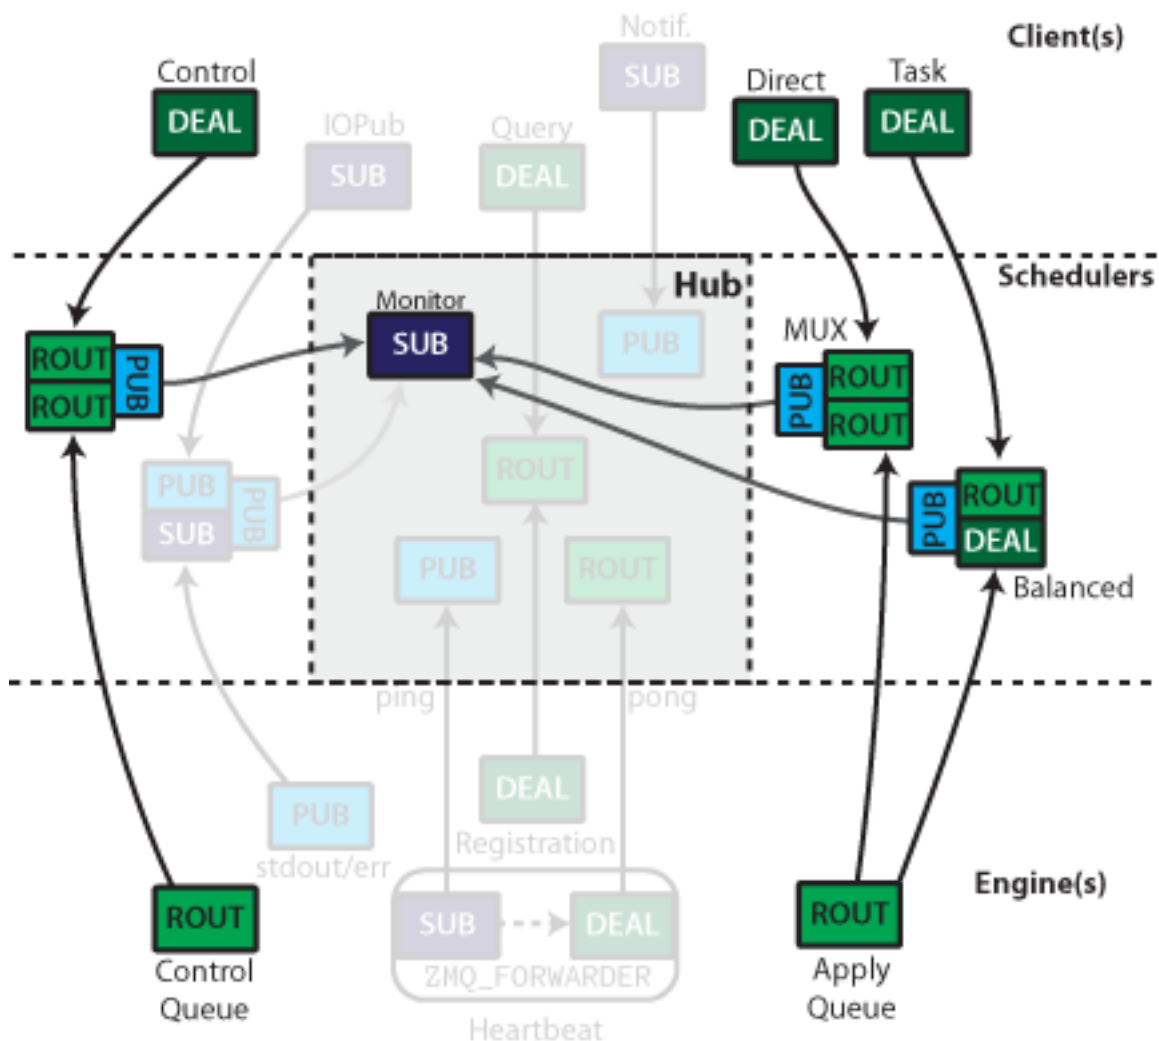 Client(s)
Control
DEAL
IOPub
SUB
Query
DEAL
Notif.
SUB
Direct
DEAL
Task
DEAL
Schedulers
Hub
Monitor
SUB
PUB
MUX
ROUT
ROUT
PUB
PUB
ROUT
ROUT
PUB
SUB
PUB
ROUT
PUB
ROUT
PUB
ROUT
DEAL
Balanced
ping
pong
DEAL
Registration
PUB
stdout/err
Engine(s)
ROUT
Control
Queue
SUB
DEAL
ZMQ_FORWARDER
Heartbeat
ROUT
Apply
Queue